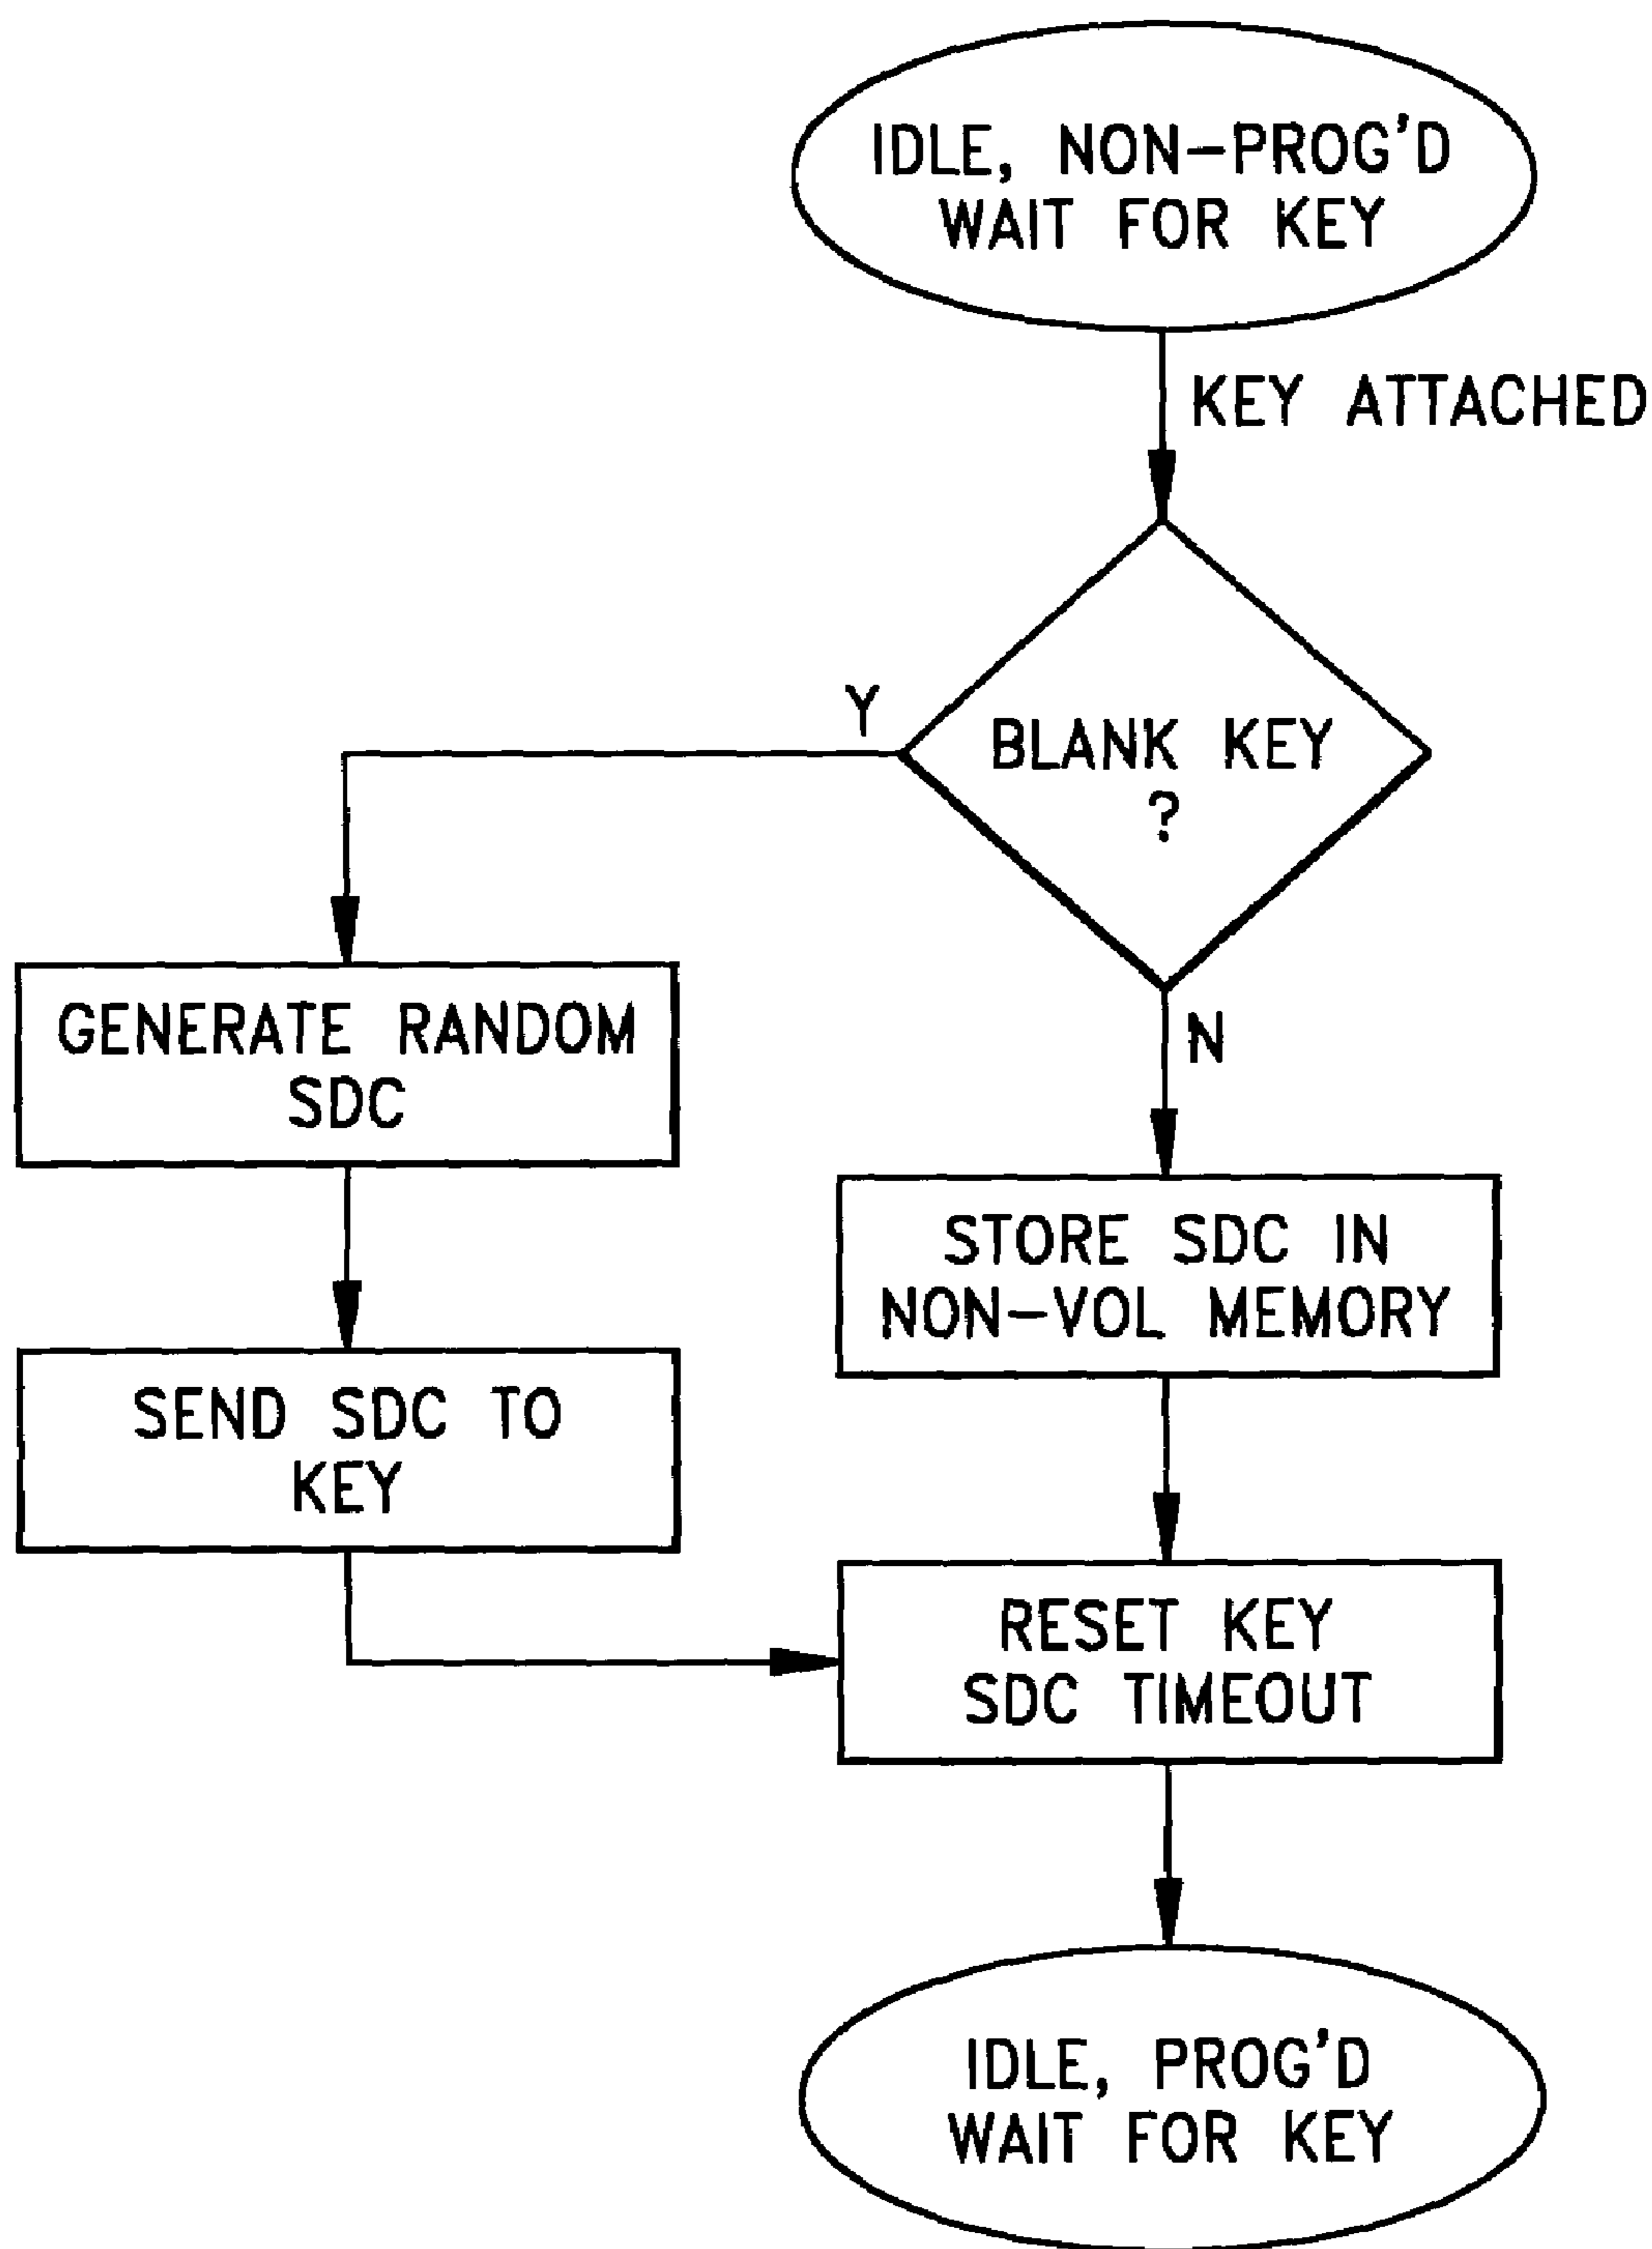 IDLE, NON-PROG'D
WAIT FOR KEY
KEY ATTACHED
Y
BLANK KEY
?
N
GENERATE RANDOM
SDC
STORE SDC IN
NON-VOL MEMORY
SEND SDC TO
KEY
RESET KEY
SDC TIMEOUT
IDLE, PROG'D
WAIT FOR KEY